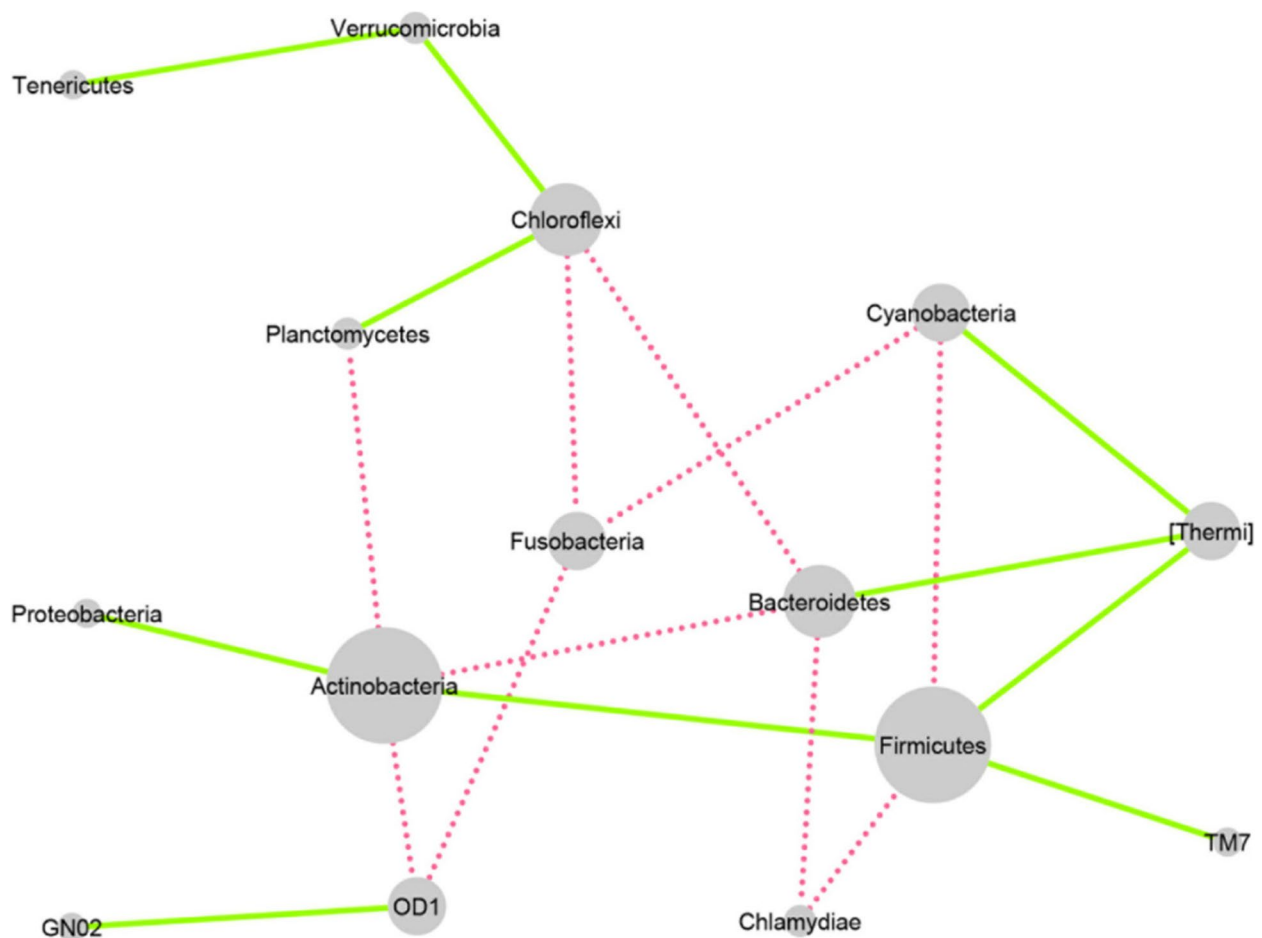 Verrucomicrobia
Tenericutes
Chloroflexi
Cyanobacteria
Planctomycetes
[Thermi]
Fusobacteria
Bacteroidetes
Proteobacteria
Actinobacteria
Firmicutes
TM7
OD1
Chlamydiae
GN02